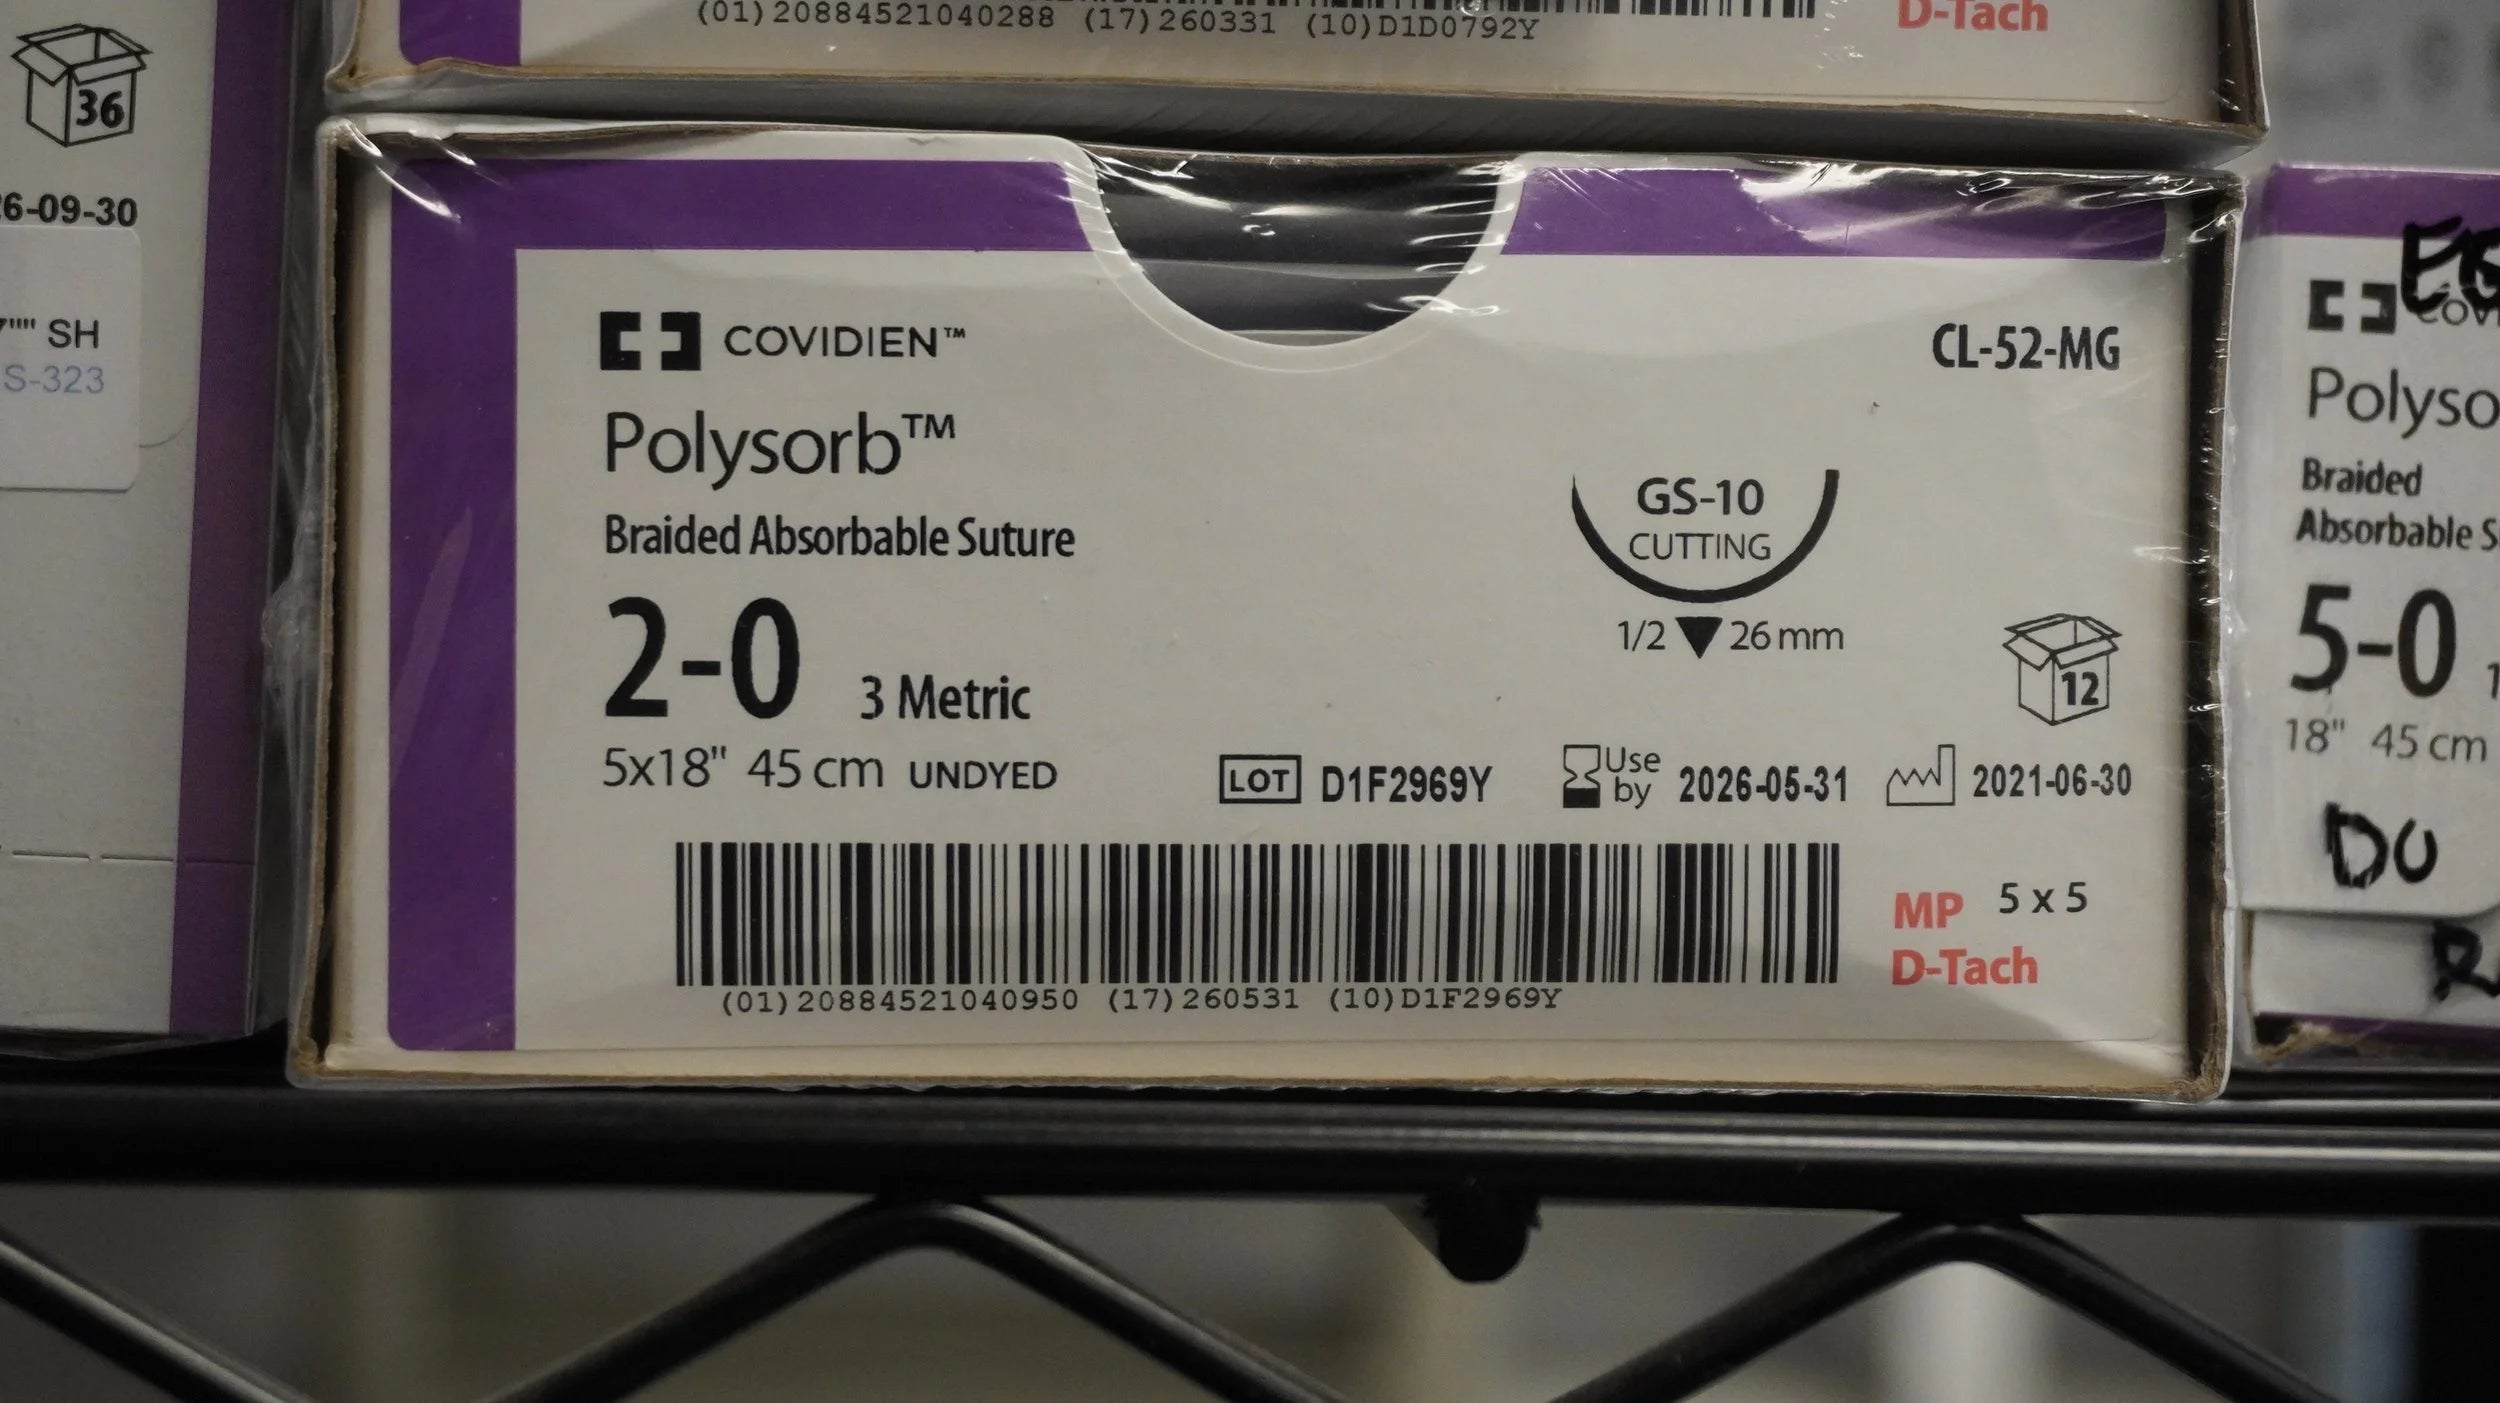 (01)20884521040288 (17)260331 (10)D1D0792Y
D-Tach
36
6-09-30
SH
S-323
COVIDIEN™
CL-52-MG
Polysorb™
Braided Absorbable Suture
GS-10
CUTTING
1/2 26 mm
2-0 3 Metric
12
5x18" 45 cm UNDYED
LOT D1F2969Y
Use by 2026-05-31
2021-06-30
MP 5 x 5
D-Tach
(01)20884521040950 (17)260531 (10)D1F2969Y
Braided
Absorbable S
5-0
18" 45 cm
DU